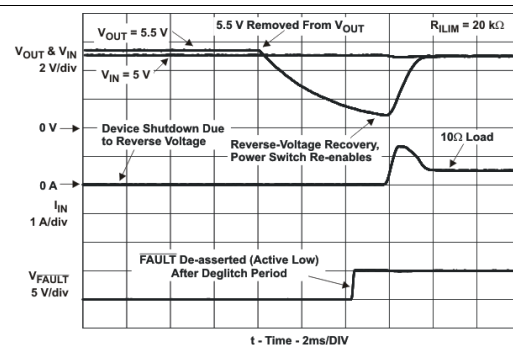 V_OUT = 5.5 V
5.5 V Removed From V_OUT
R_ILIM = 20 kΩ
V_OUT & V_IN
2 V/div
V_IN = 5 V
0 V
Device Shutdown Due
to Reverse Voltage
Reverse-Voltage Recovery,
Power Switch Re-enables
10Ω Load
0 A
I_IN
1 A/div
FAULT De-asserted (Active Low)
After Deglitch Period
V_FAULT
5 V/div
t - Time - 2ms/DIV